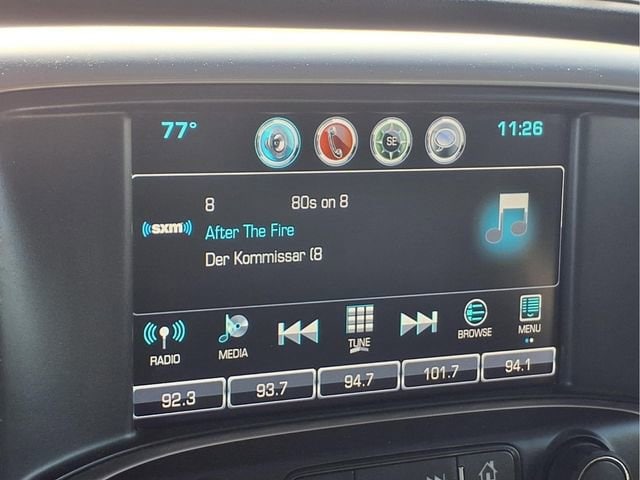 77° SE 11:26
8 80s on 8
((sxm))
After The Fire
Der Kommissar (8
RADIO MEDIA TUNE BROWSE MENU
92.3 93.7 94.7 101.7 94.1